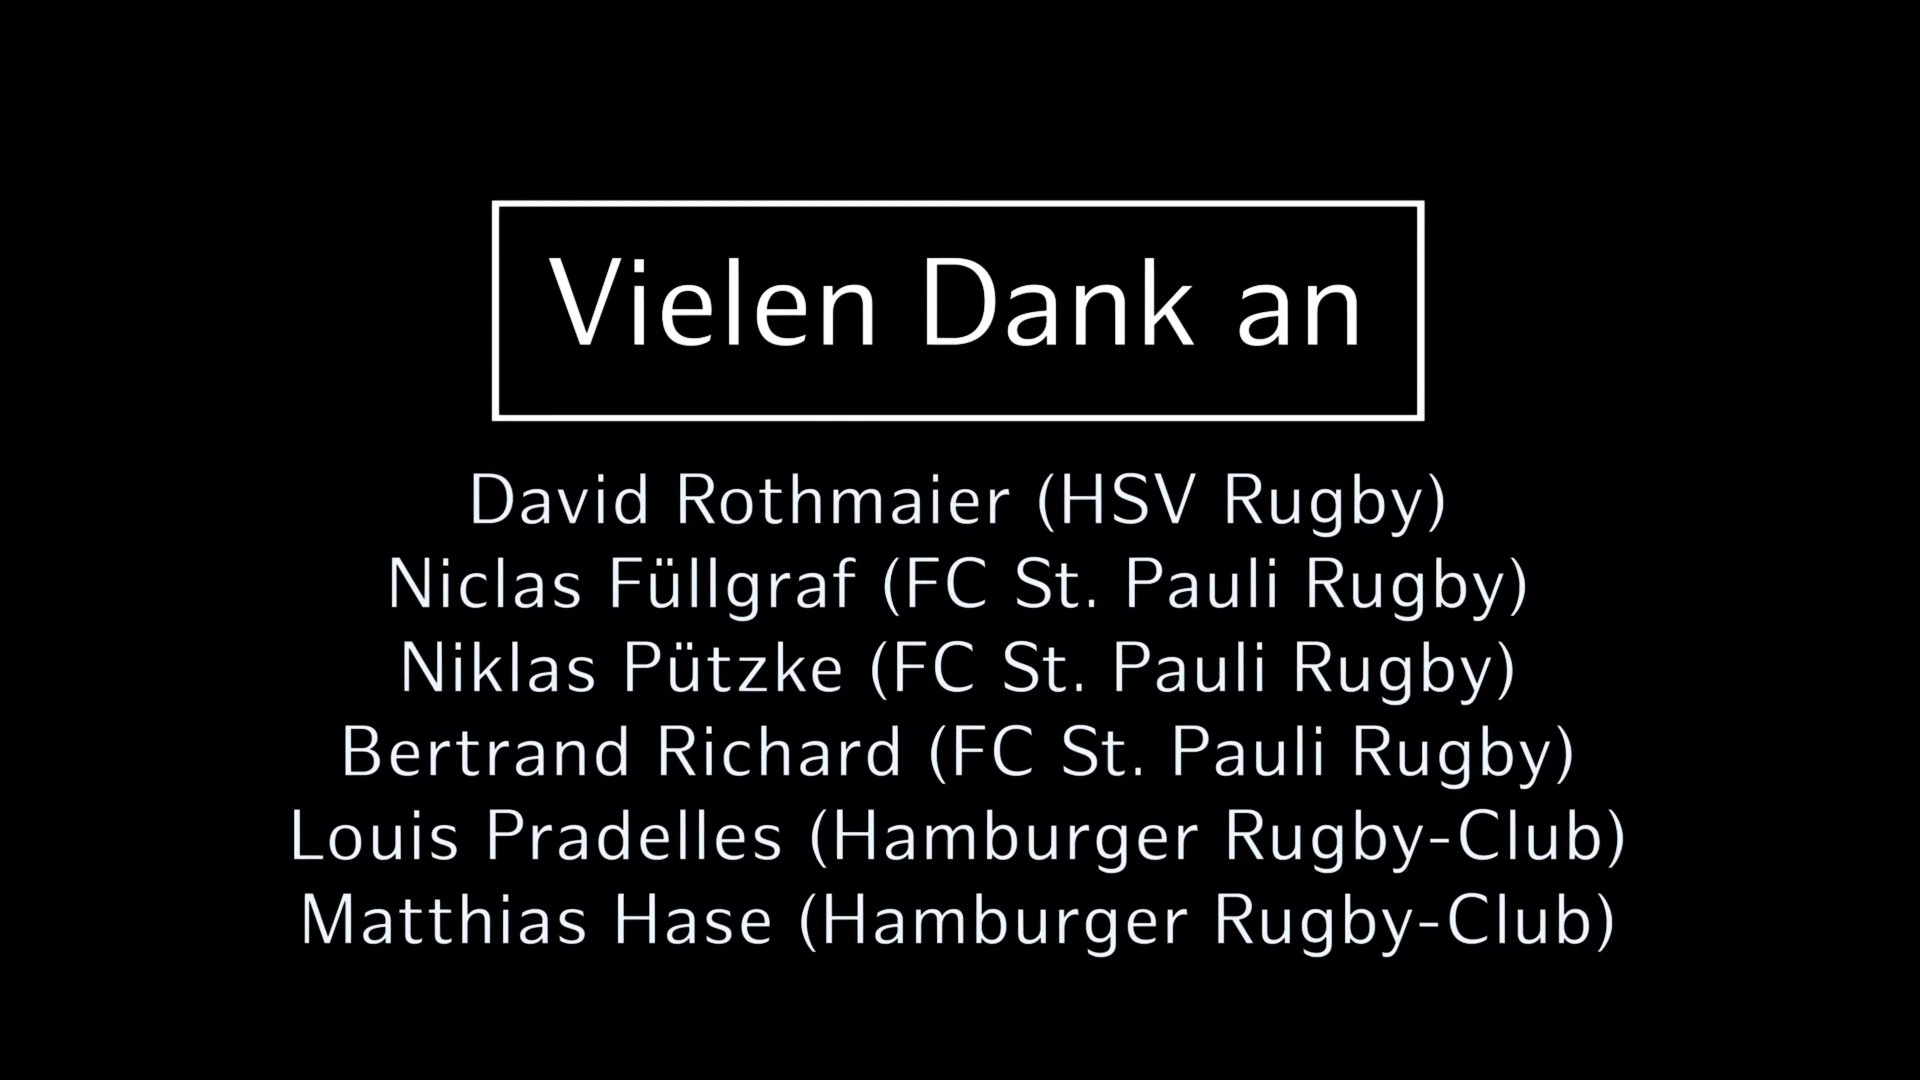 Vielen Dank an
David Rothmaier (HSV Rugby)
Niclas Füllgraf (FC St. Pauli Rugby)
Niklas Pützke (FC St. Pauli Rugby)
Bertrand Richard (FC St. Pauli Rugby)
Louis Pradelles (Hamburger Rugby-Club)
Matthias Hase (Hamburger Rugby-Club)